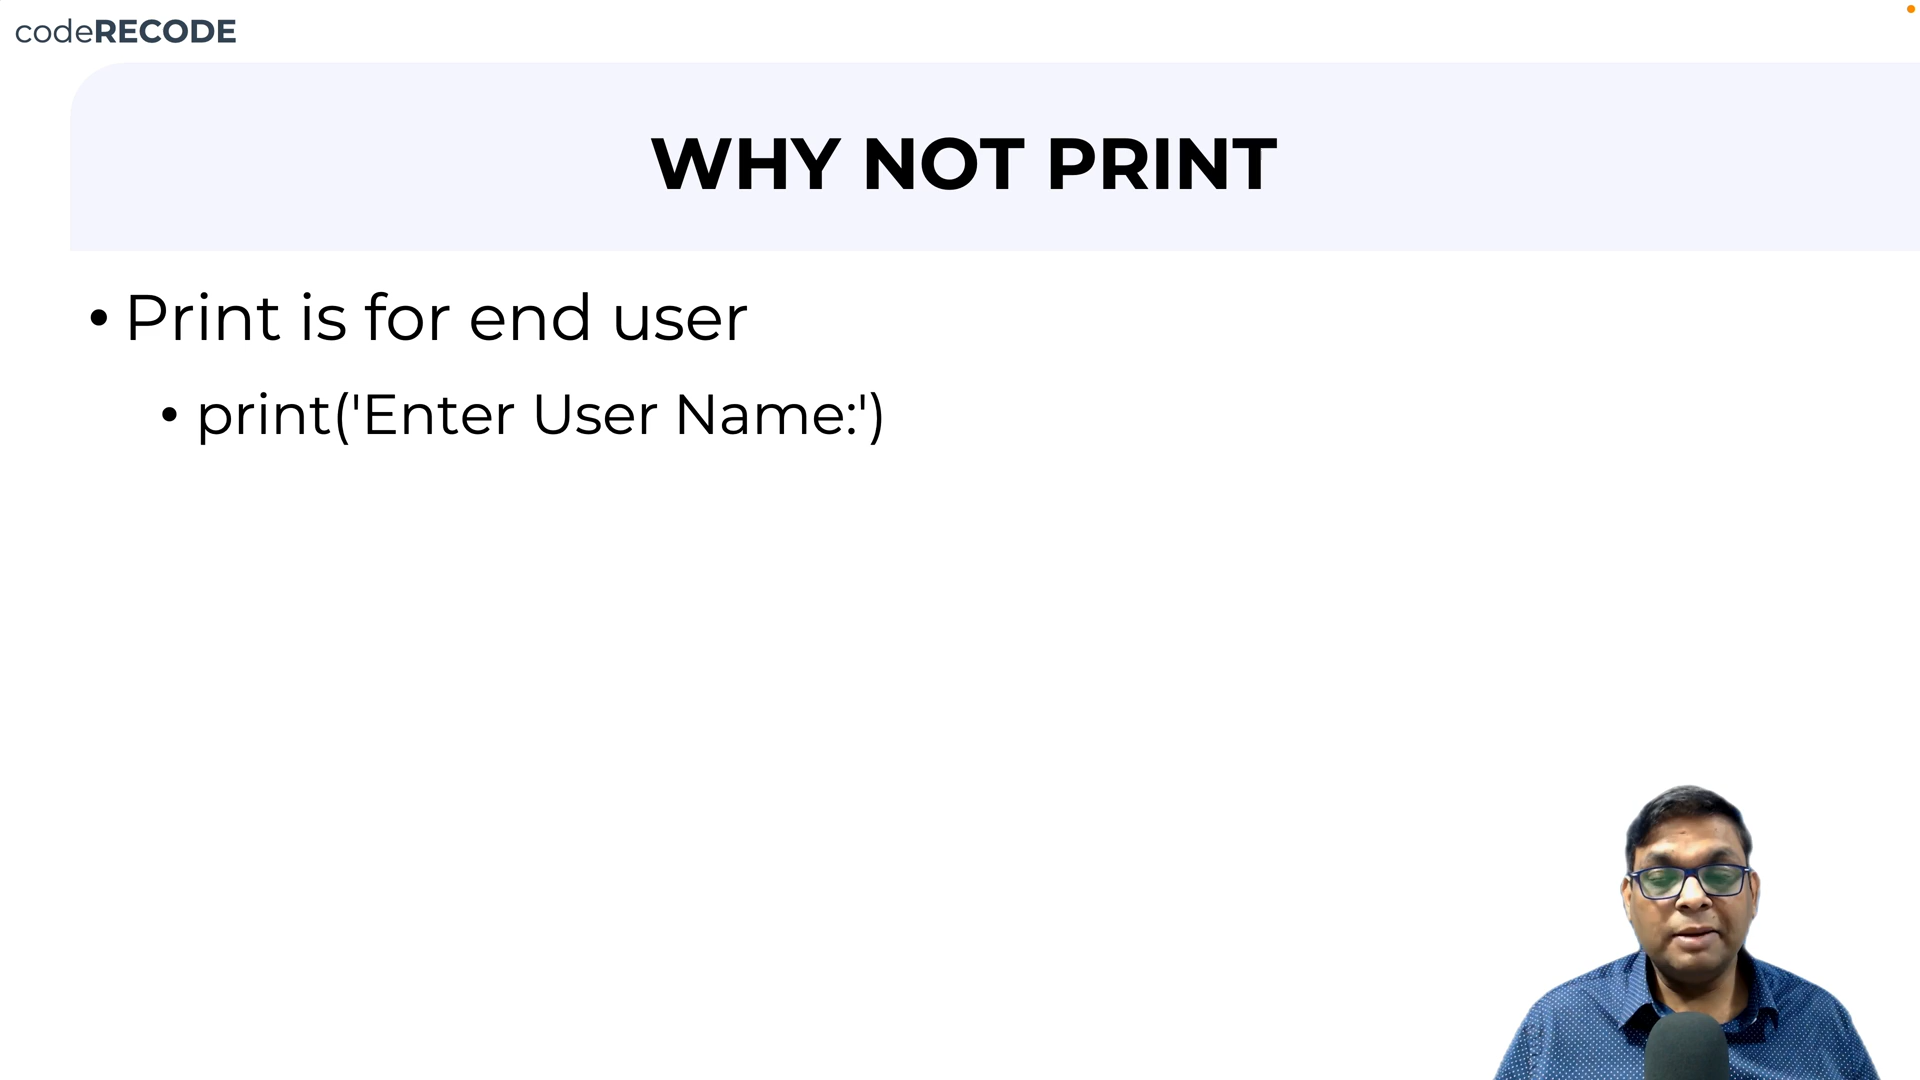 codeRECODE
WHY NOT PRINT
• Print is for end user
• print('Enter User Name:')